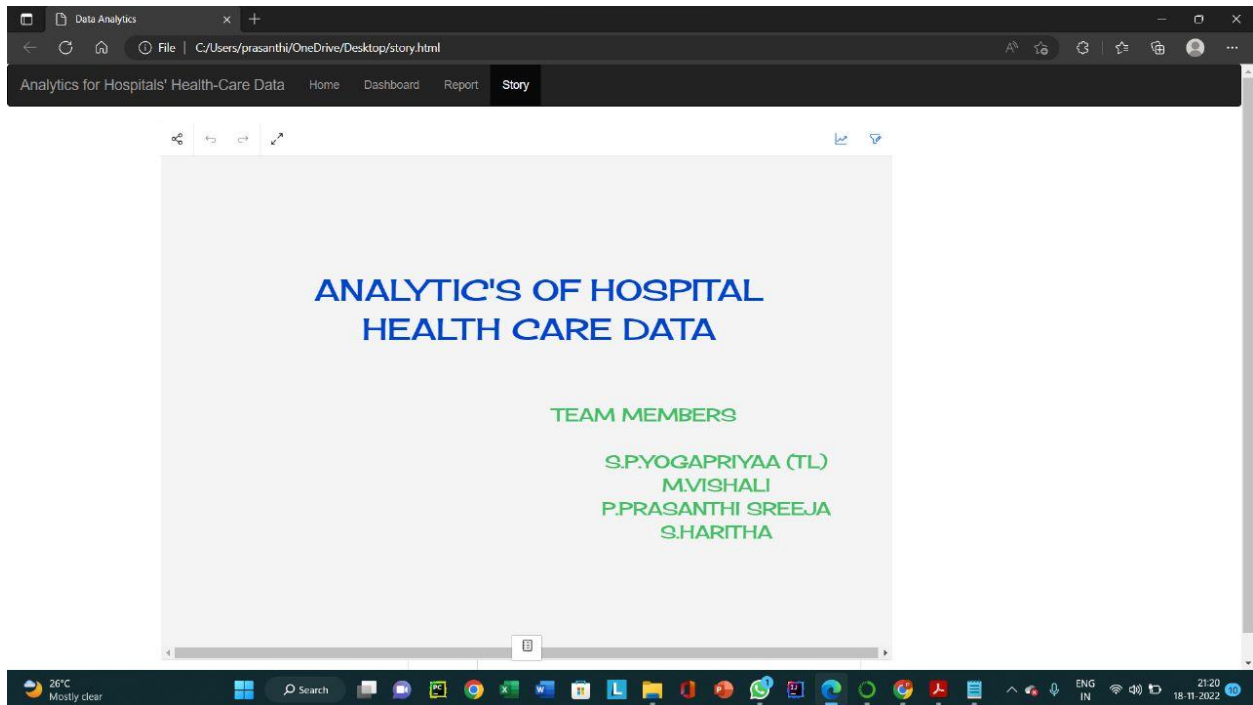 Data Analytics
File | C:/Users/prasanthi/OneDrive/Desktop/story.html
Analytics for Hospitals' Health-Care Data Home Dashboard Report Story
ANALYTIC'S OF HOSPITAL
HEALTH CARE DATA
TEAM MEMBERS
S.P.YOGAPRIYAA (TL)
M.VISHALI
P.PRASANTHI SREEJA
S.HARITHA
26°C
Mostly clear
Search
ENG
IN
21:20
18-11-2022
10